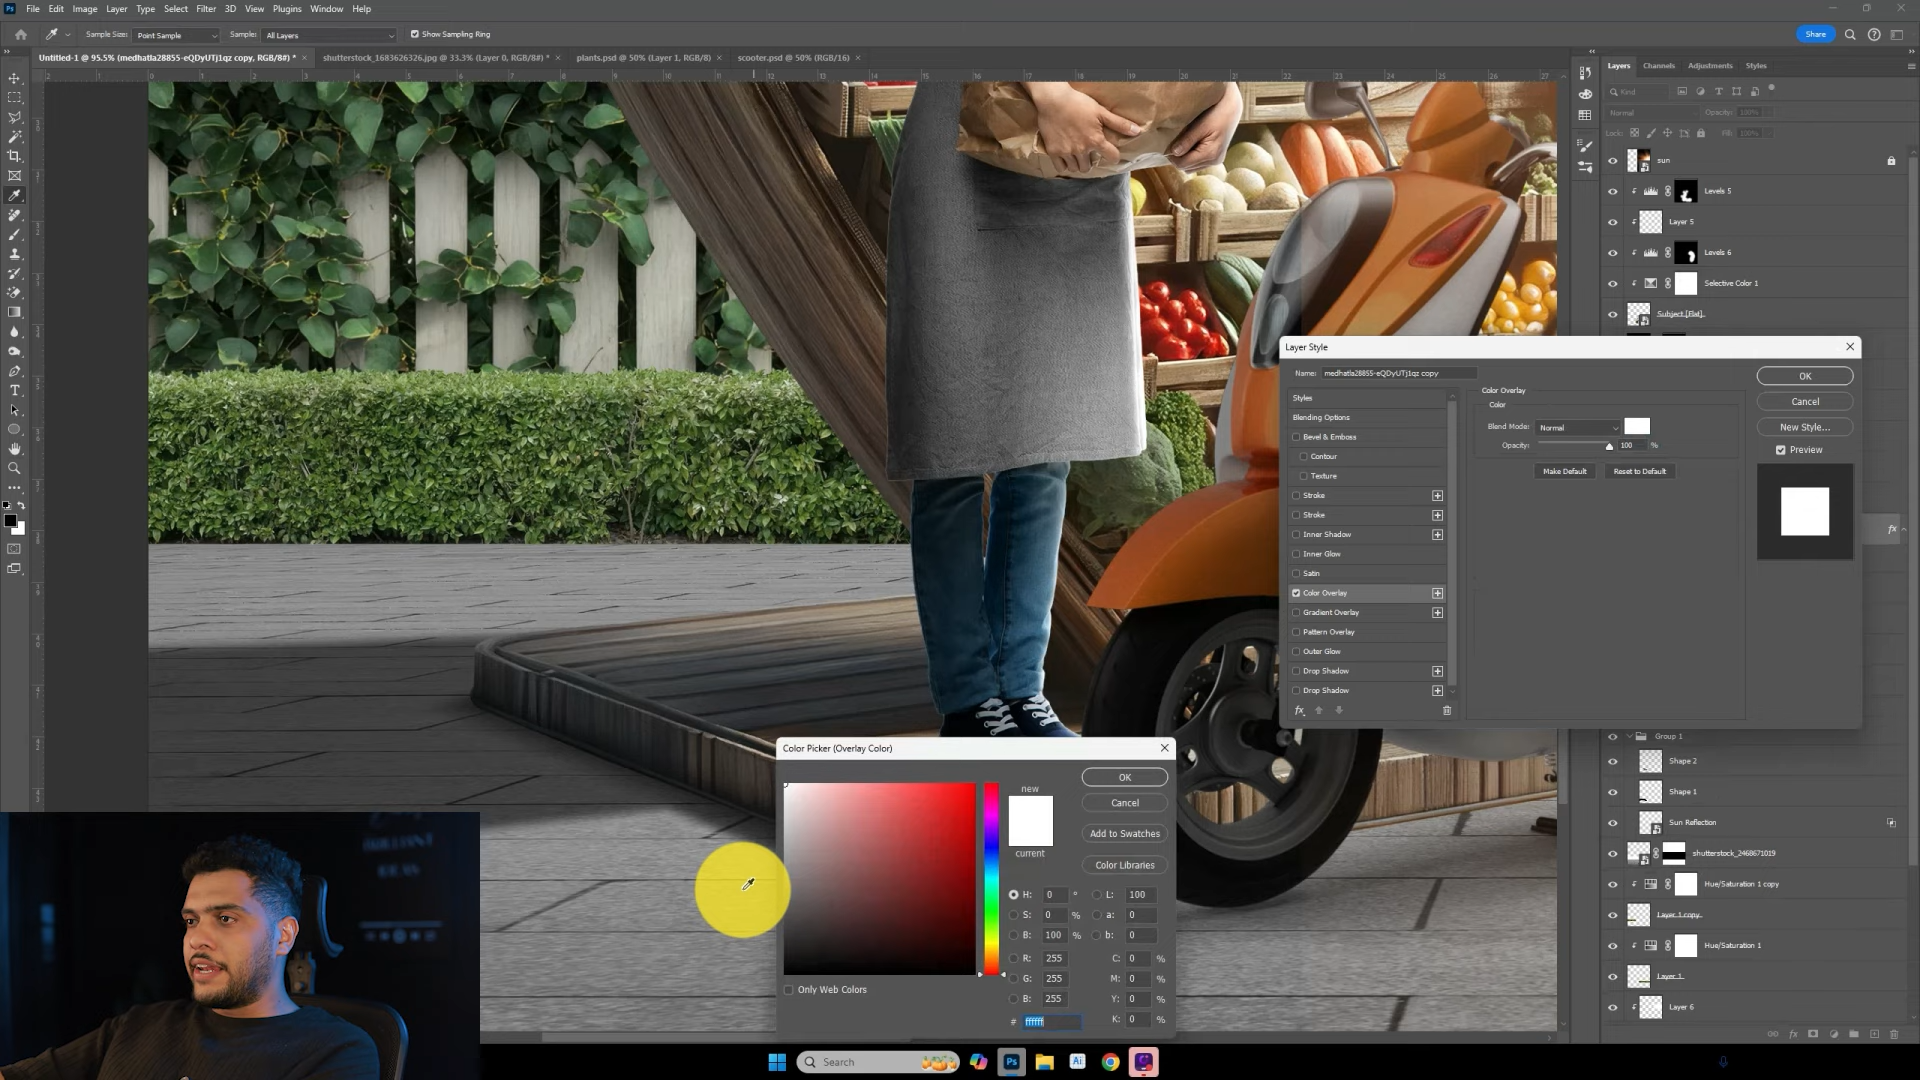 File Edit Image Layer Type Select Filter 3D View Plugins Window Help
Sample Size: Point Sample Sample: All Layers Show Sampling Ring Share
Untitled-1 @ 95.5% (medhatla28855-eQDyUTj1qz copy, RGB/8#) * shutterstock_1683626326.jpg @ 33.3% (Layer 0, RGB/8#) * plants.psd @ 50% (Layer 1, RGB/8) scooter.psd @ 50% (RGB/16)
Layers Channels Adjustments Styles
Kind
Normal Opacity: 100%
Lock: Fill: 100%
sun
Levels 5
Layer 5
Levels 6
Selective Color 1
Subject [Flat]
Layer Style
Name: medhatla28855-eQDyUTj1qz copy
Styles
Blending Options
Bevel & Emboss
Contour
Texture
Stroke
Stroke
Inner Shadow
Inner Glow
Satin
Color Overlay
Gradient Overlay
Pattern Overlay
Outer Glow
Drop Shadow
Drop Shadow
fx
Color Overlay
Color
Blend Mode: Normal
Opacity: 100 %
Make Default Reset to Default
OK
Cancel
New Style...
Preview
fx
Color Picker (Overlay Color)
new
current
OK
Cancel
Add to Swatches
Color Libraries
H: 0 ° L: 100
S: 0 % a: 0
B: 100 % b: 0
R: 255 C: 0 %
G: 255 M: 0 %
B: 255 Y: 0 %
# ffffff K: 0 %
Only Web Colors
Group 1
Shape 2
Shape 1
Sun Reflection
shutterstock_2468671019
Hue/Saturation 1 copy
Layer 1 copy
Hue/Saturation 1
Layer 1
Layer 6
Search